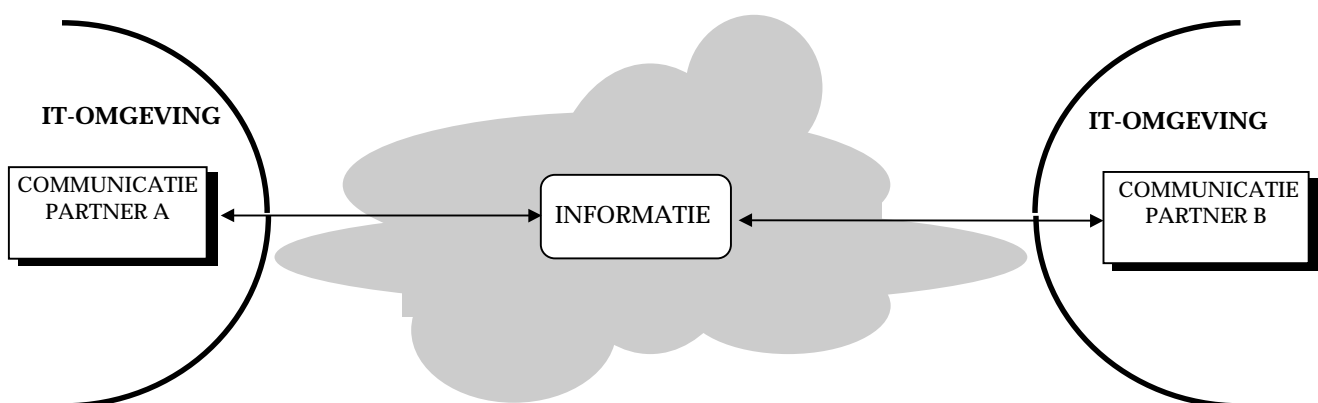 IT-OMGEVING
COMMUNICATIE
PARTNER A
INFORMATIE
IT-OMGEVING
COMMUNICATIE
PARTNER B